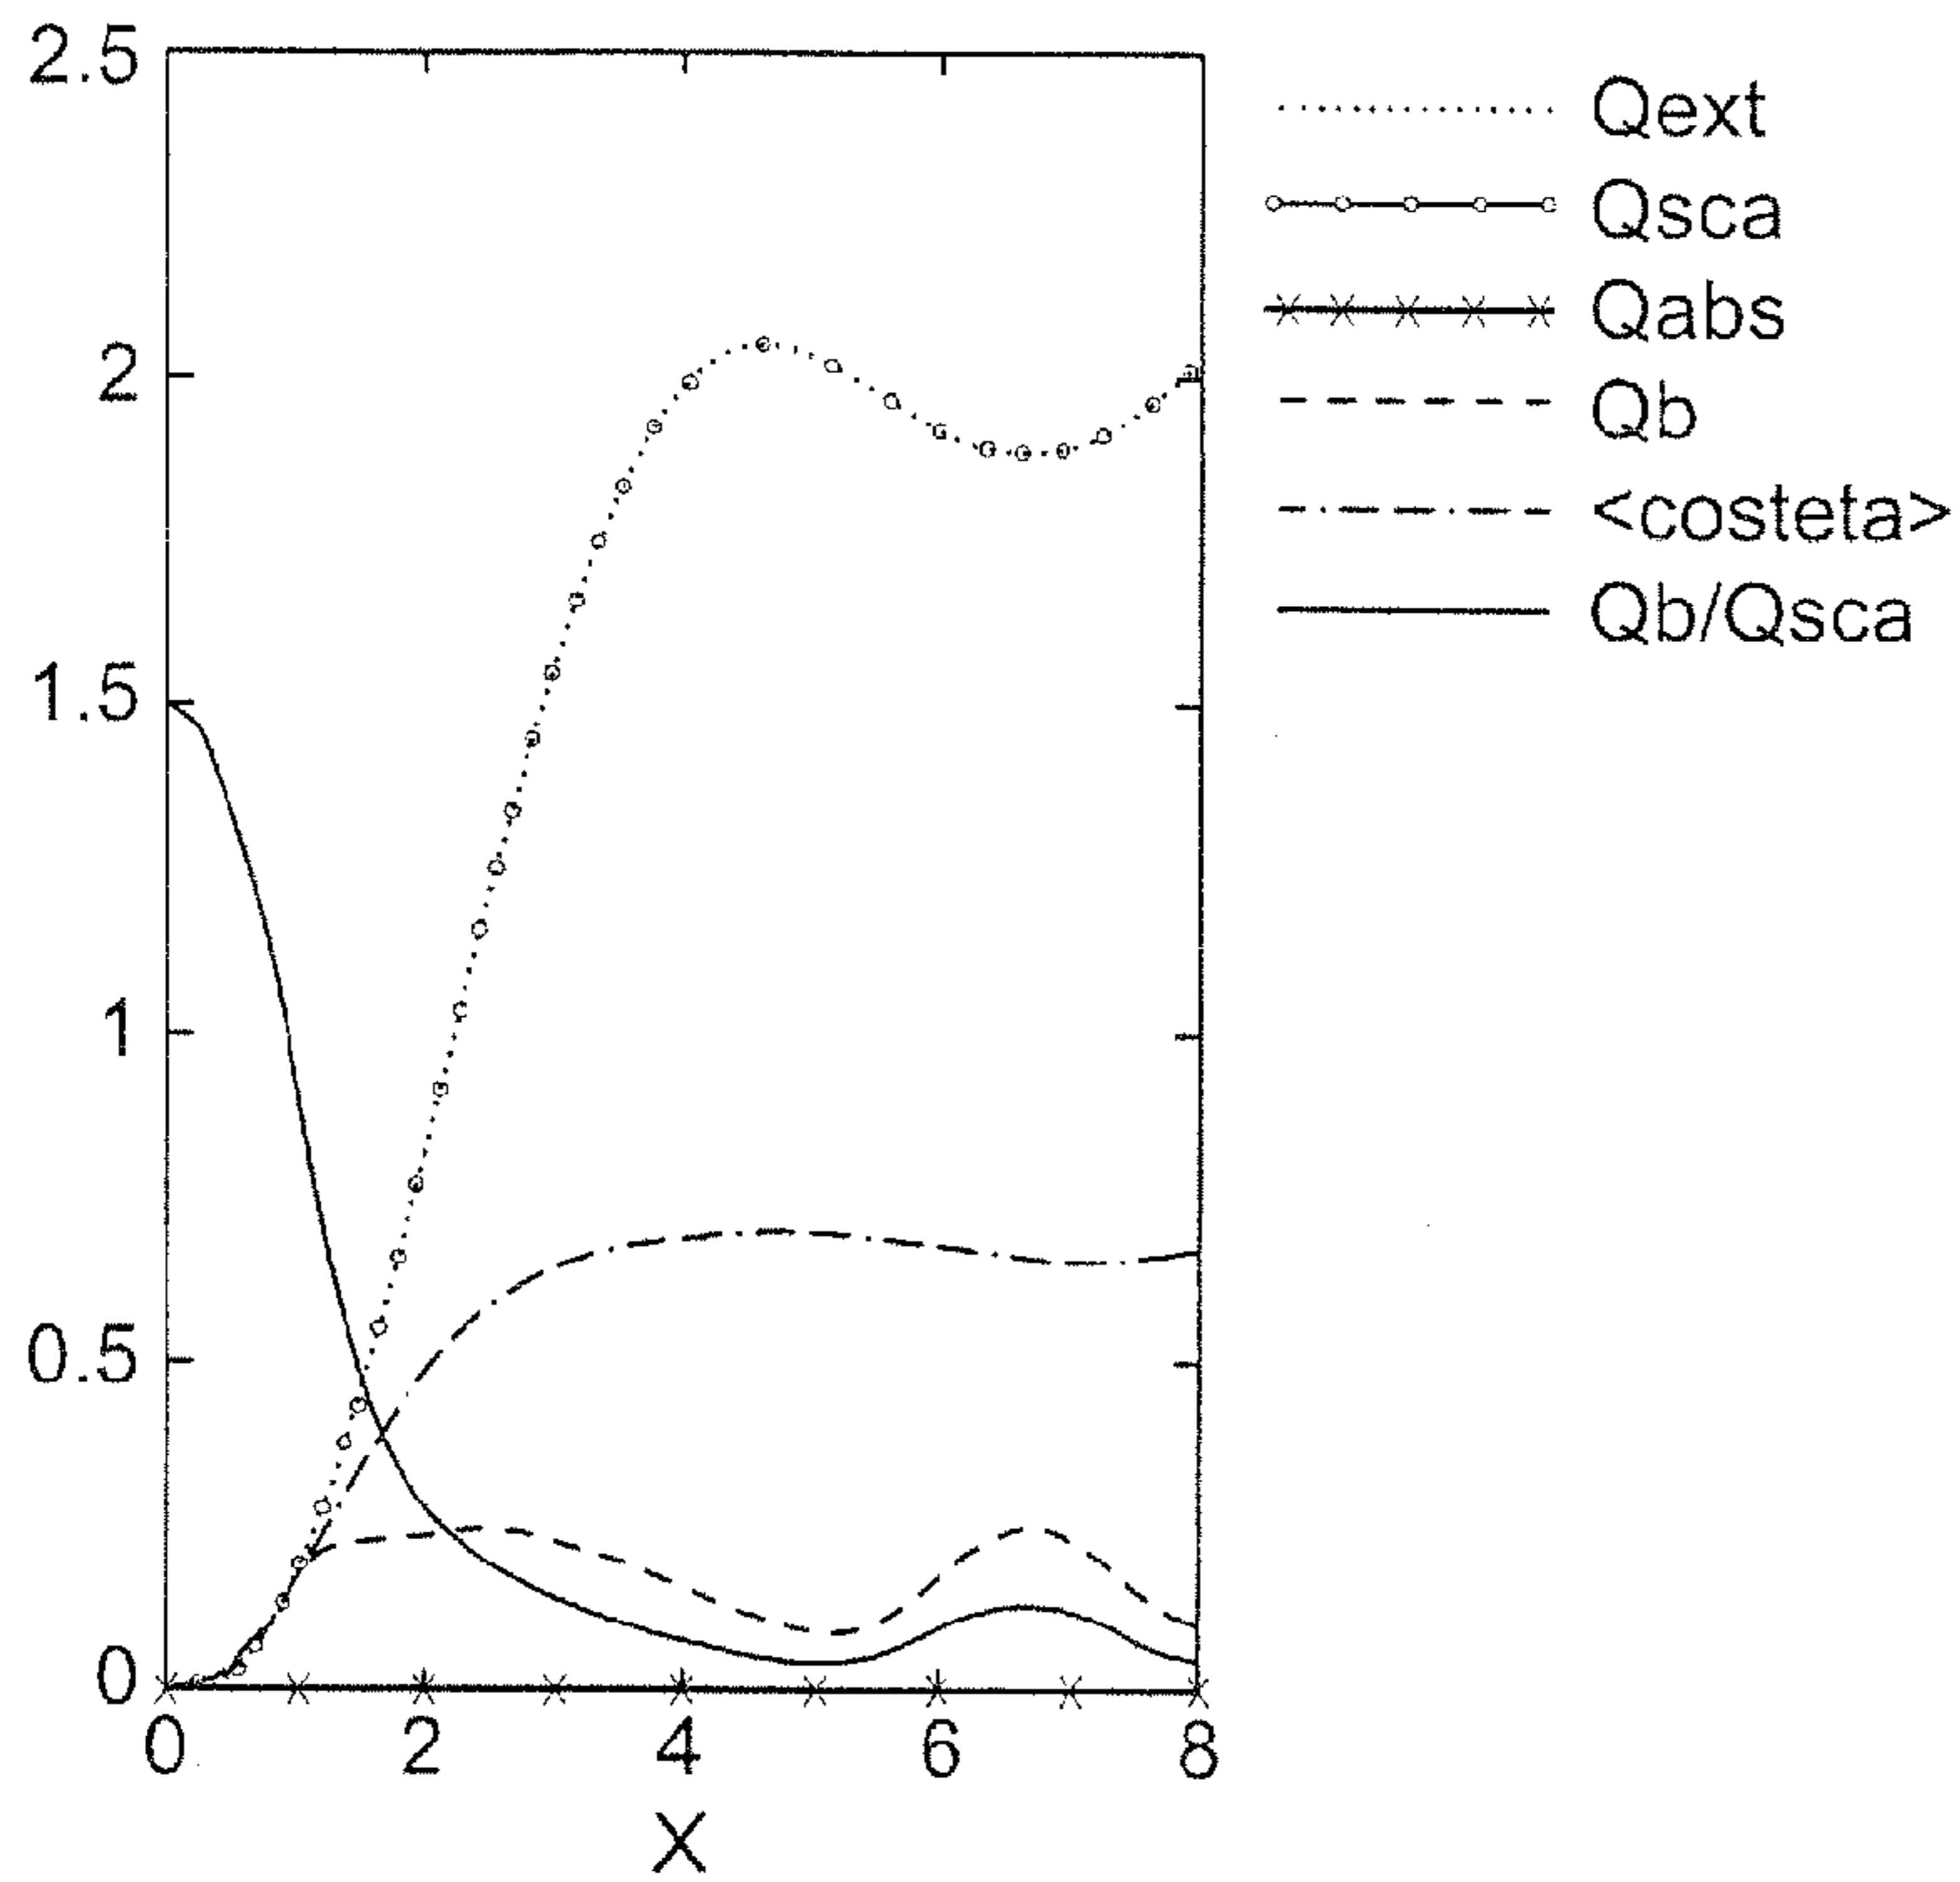 2.5
2
1.5
1
0.5
0
0 2 4 6 8
X
Qext
Qsca
Qabs
Qb
<costeta>
Qb/Qsca